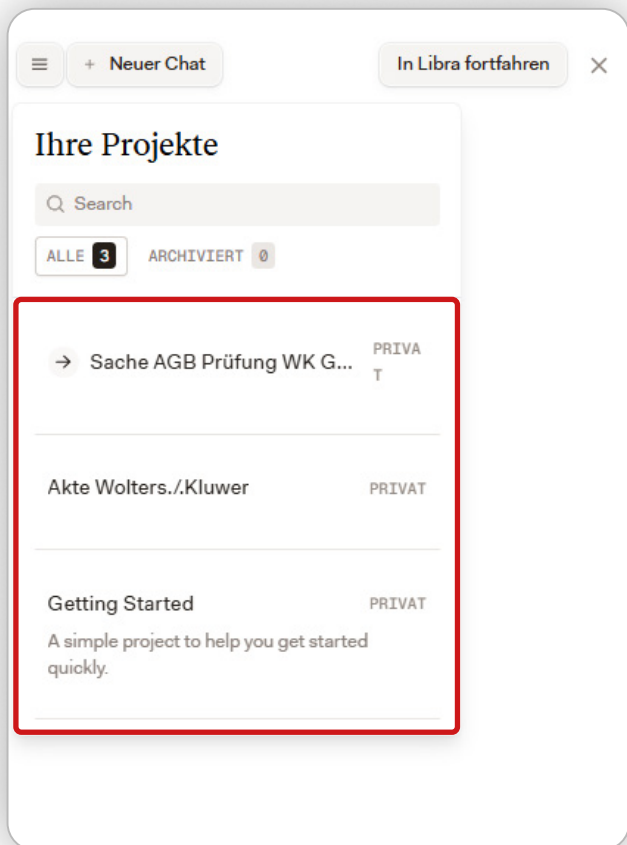 + Neuer Chat
In Libra fortfahren
Ihre Projekte
Search
ALLE 3 ARCHIVIERT 0
→ Sache AGB Prüfung WK G... PRIVA
T
Akte Wolters./.Kluwer PRIVAT
Getting Started PRIVAT
A simple project to help you get started
quickly.